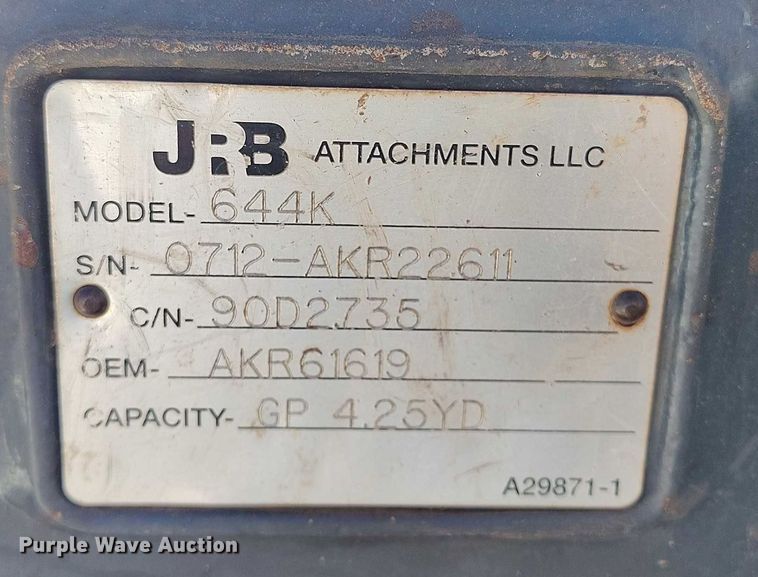 JRB ATTACHMENTS LLC
MODEL- 644K
S/N- 0712-AKR22611
C/N- 90D2735
OEM- AKR61619
CAPACITY- GP 4.25YD
A29871-1
Purple Wave Auction